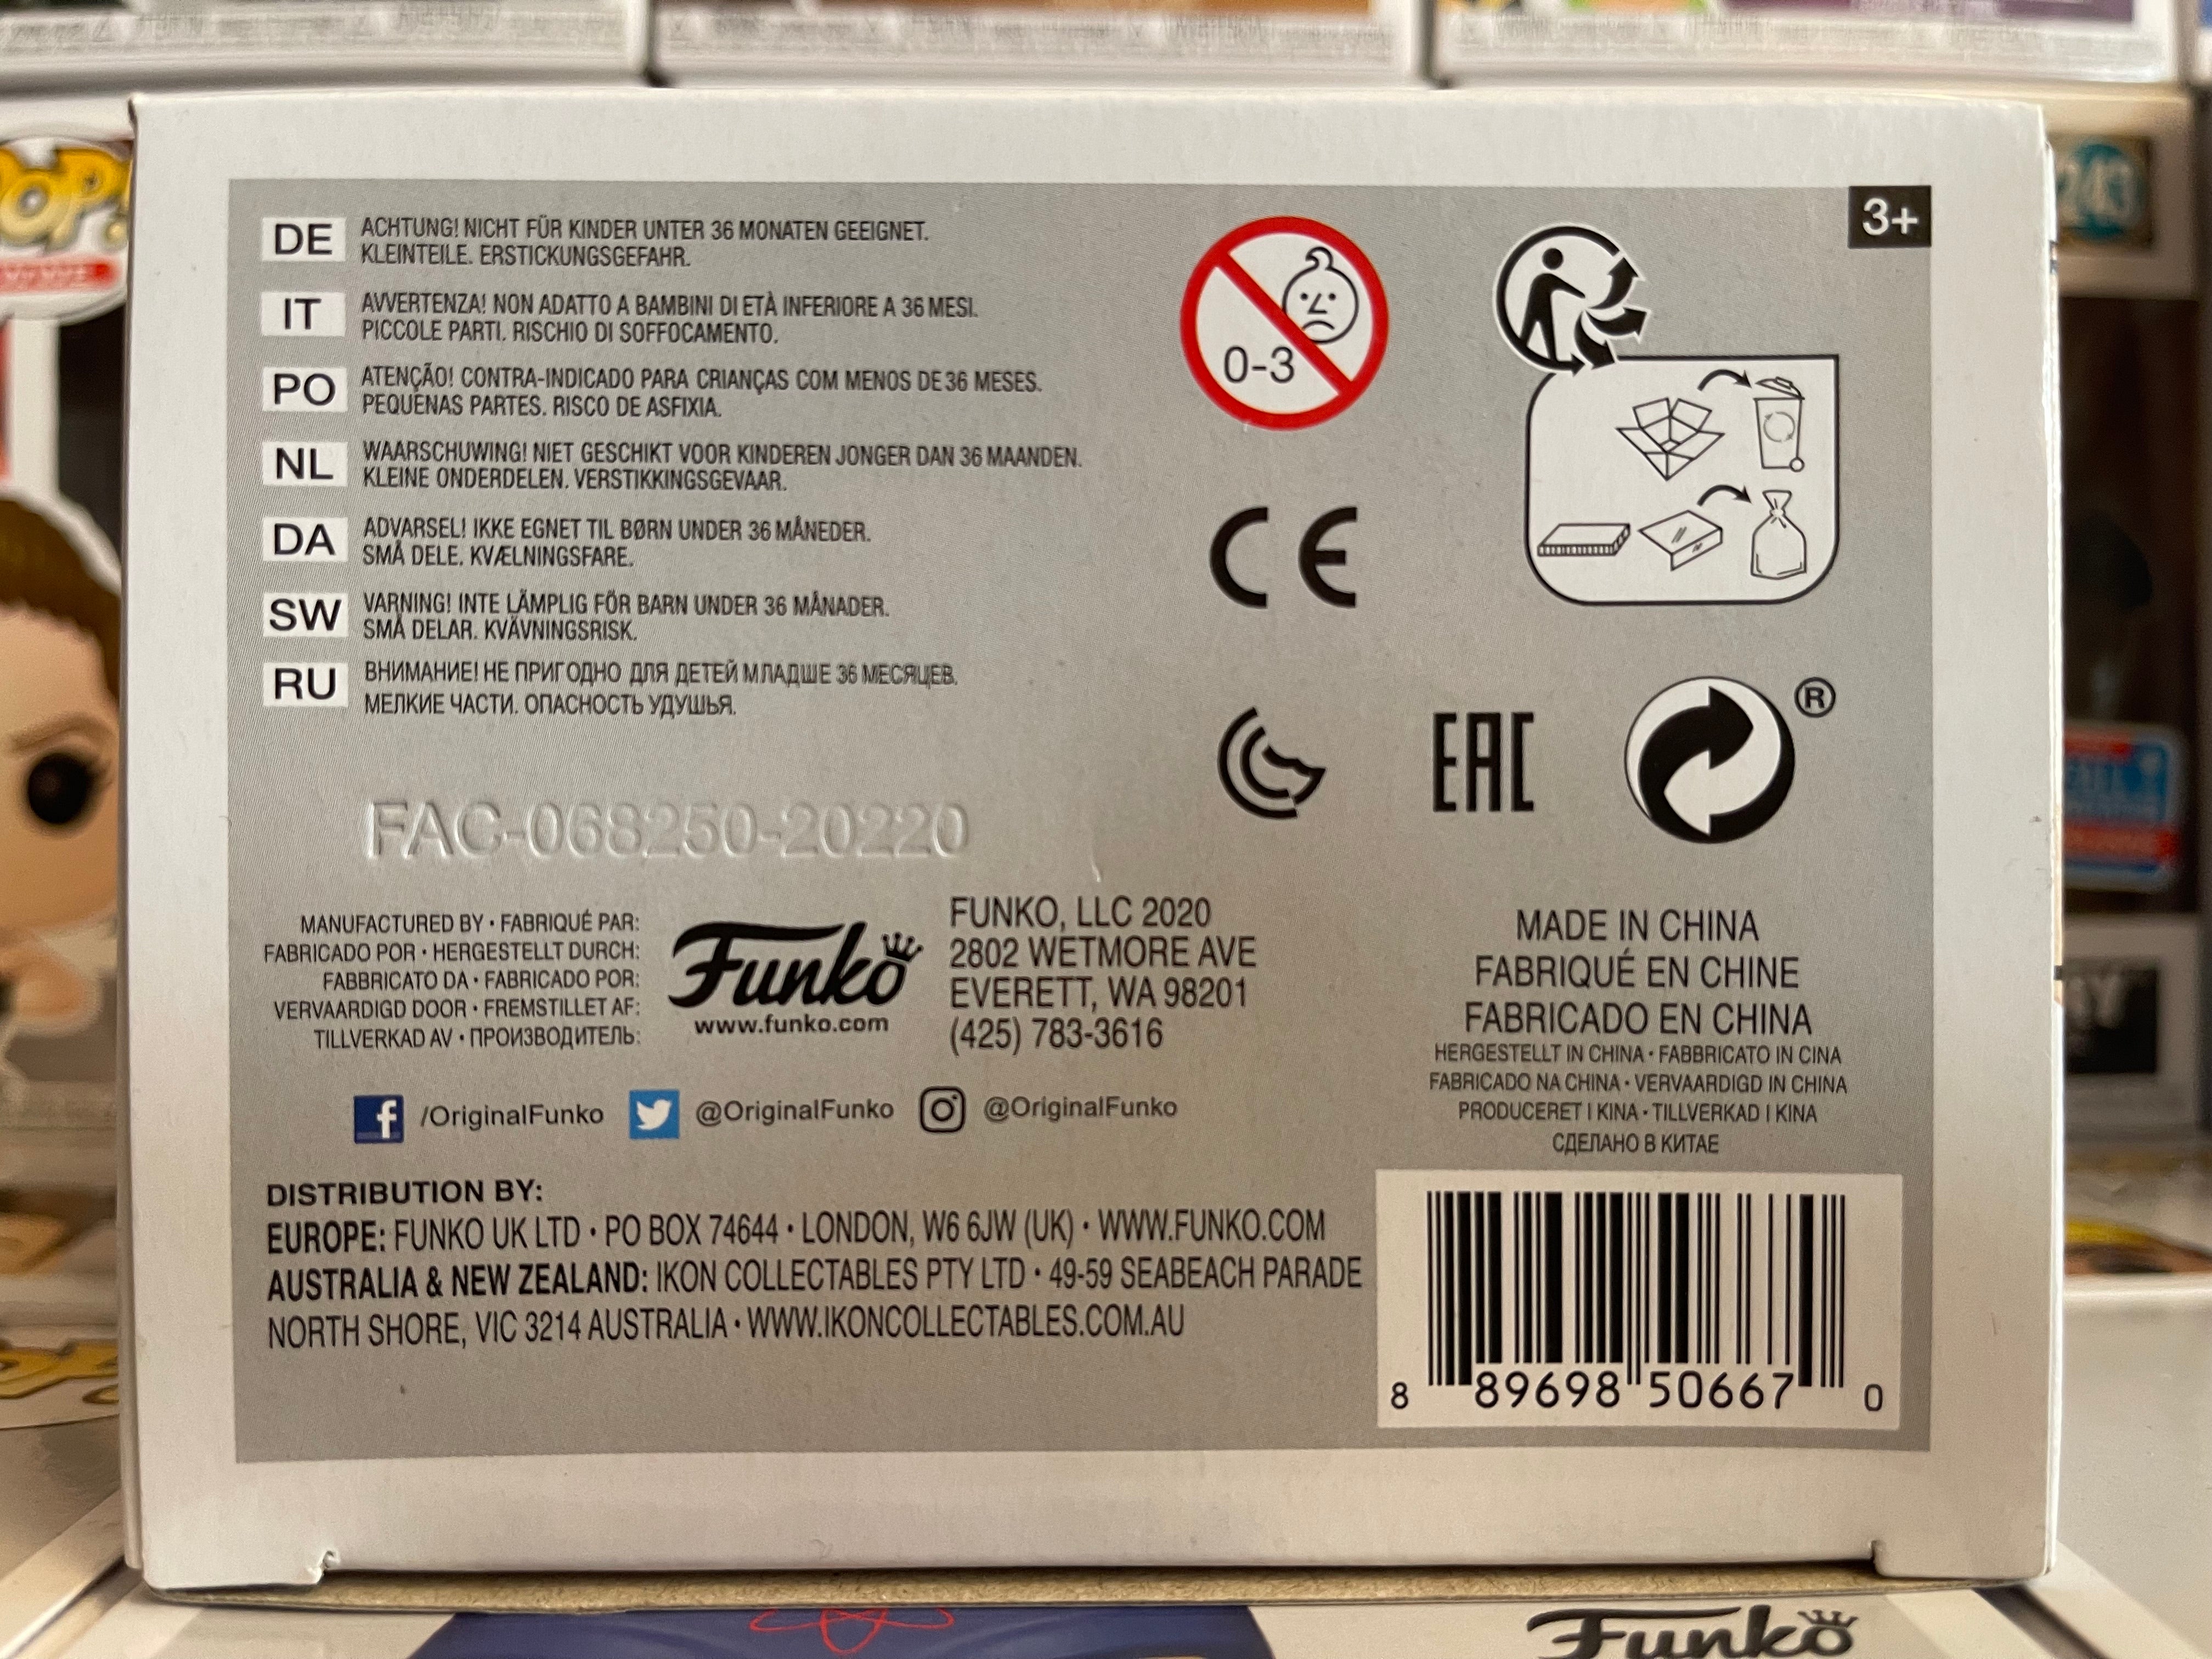 3+
DE
ACHTUNG! NICHT FÜR KINDER UNTER 36 MONATEN GEEIGNET.
KLEINTEILE. ERSTICKUNGSGEFAHR.
IT
AVVERTENZA! NON ADATTO A BAMBINI DI ETÀ INFERIORE A 36 MESI.
PICCOLE PARTI. RISCHIO DI SOFFOCAMENTO.
PO
ATENÇÃO! CONTRA-INDICADO PARA CRIANÇAS COM MENOS DE 36 MESES.
PEQUENAS PARTES. RISCO DE ASFIXIA.
NL
WAARSCHUWING! NIET GESCHIKT VOOR KINDEREN JONGER DAN 36 MAANDEN.
KLEINE ONDERDELEN. VERSTIKKINGSGEVAAR.
DA
ADVARSEL! IKKE EGNET TIL BØRN UNDER 36 MÅNEDER.
SMÅ DELE. KVÆLNINGSFARE.
SW
VARNING! INTE LÄMPLIG FÖR BARN UNDER 36 MÅNADER.
SMÅ DELAR. KVÄVNINGSRISK.
RU
ВНИМАНИЕ! НЕ ПРИГОДНО ДЛЯ ДЕТЕЙ МЛАДШЕ 36 МЕСЯЦЕВ.
МЕЛКИЕ ЧАСТИ. ОПАСНОСТЬ УДУШЬЯ.
0-3
CE
EAC
®
FAC-068250-20220
MANUFACTURED BY • FABRIQUÉ PAR:
FABRICADO POR • HERGESTELLT DURCH:
FABBRICATO DA • FABRICADO POR:
VERVAARDIGD DOOR • FREMSTILLET AF:
TILLVERKAD AV • ПРОИЗВОДИТЕЛЬ:
Funko
www.funko.com
FUNKO, LLC 2020
2802 WETMORE AVE
EVERETT, WA 98201
(425) 783-3616
MADE IN CHINA
FABRIQUÉ EN CHINE
FABRICADO EN CHINA
HERGESTELLT IN CHINA • FABBRICATO IN CINA
FABRICADO NA CHINA • VERVAARDIGD IN CHINA
PRODUCERET I KINA • TILLVERKAD I KINA
СДЕЛАНО В КИТАЕ
/OriginalFunko @OriginalFunko @OriginalFunko
DISTRIBUTION BY:
EUROPE: FUNKO UK LTD • PO BOX 74644 • LONDON, W6 6JW (UK) • WWW.FUNKO.COM
AUSTRALIA & NEW ZEALAND: IKON COLLECTABLES PTY LTD • 49-59 SEABEACH PARADE
NORTH SHORE, VIC 3214 AUSTRALIA • WWW.IKONCOLLECTABLES.COM.AU
8 89698 50667 0
Funko
243